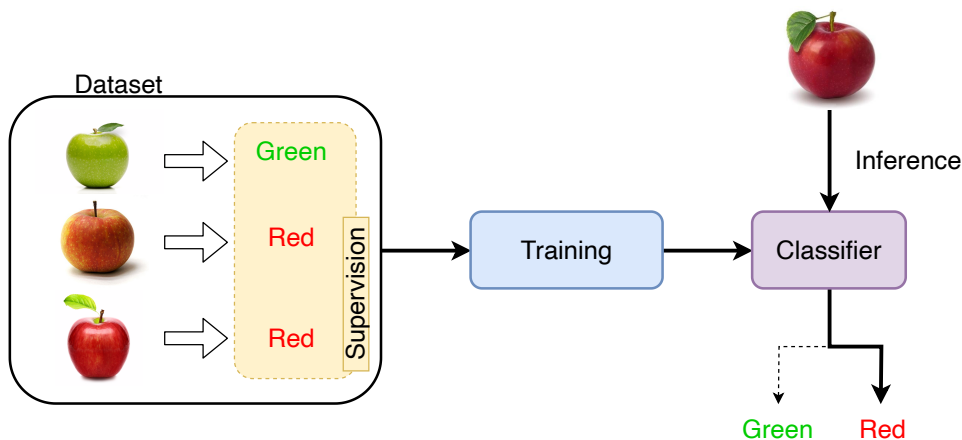 Dataset
Green
Red
Red
Supervision
Training
Inference
Classifier
Green
Red